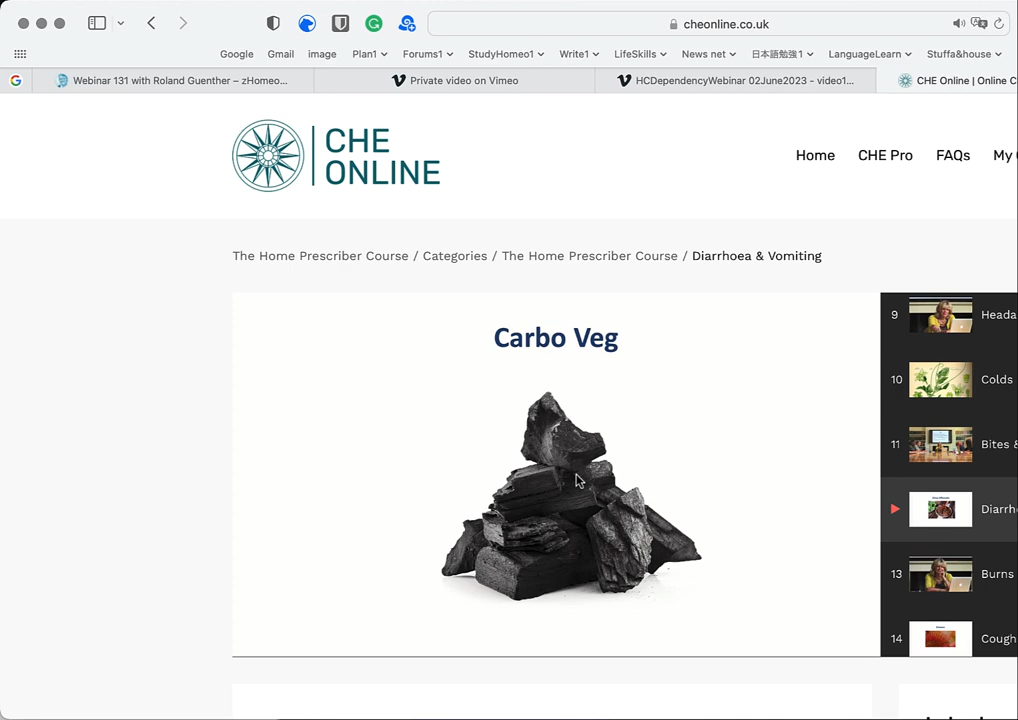 cheonline.co.uk
Google Gmail image Plan1 Forums1 StudyHomeo1 Write1 LifeSkills News net 日本語勉強1 LanguageLearn Stuffa&house
Webinar 131 with Roland Guenther – zHomeo... Private video on Vimeo HCDependencyWebinar 02June2023 - video1... CHE Online | Online C
CHE
ONLINE
Home CHE Pro FAQs My
The Home Prescriber Course / Categories / The Home Prescriber Course / Diarrhoea & Vomiting
Carbo Veg
9 Heada
10 Colds
11 Bites &
Diarrh
13 Burns
14 Cough